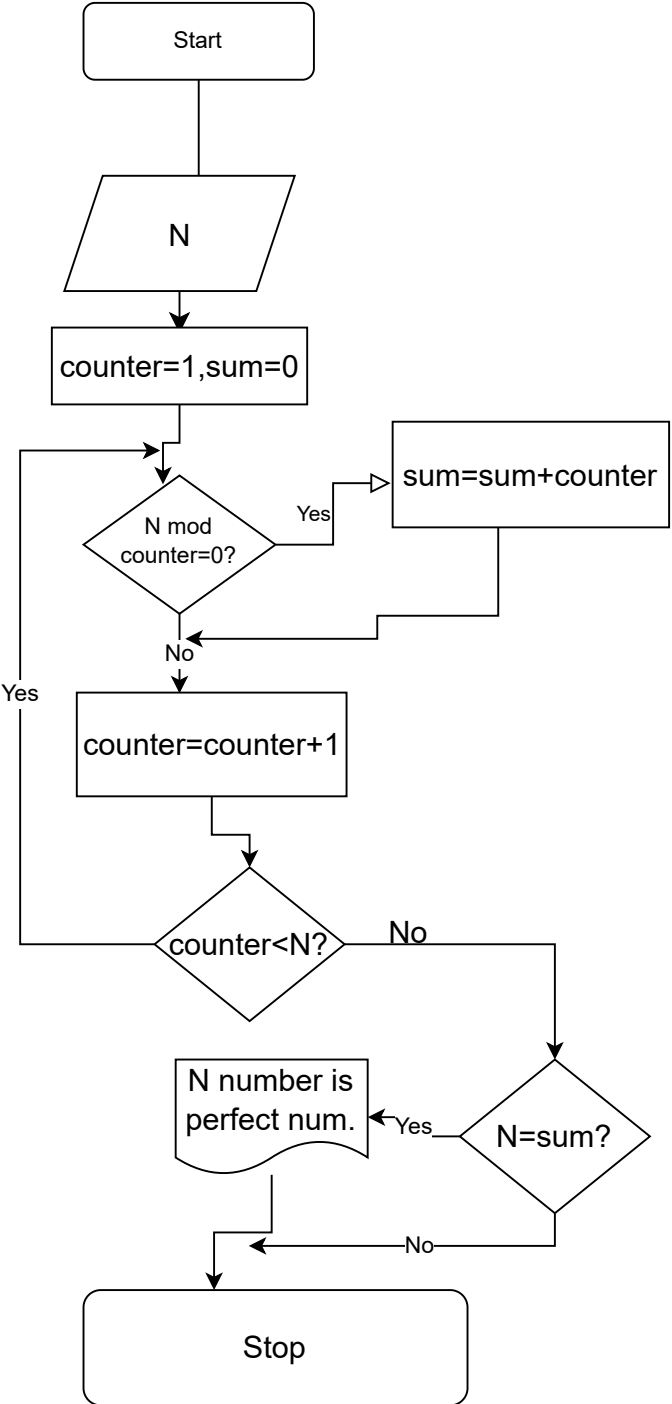 Start
N
counter=1,sum=0
sum=sum+counter
N mod
counter=0?
Yes
No
Yes
counter=counter+1
counter<N?
No
N number is
perfect num.
Yes
N=sum?
No
Stop